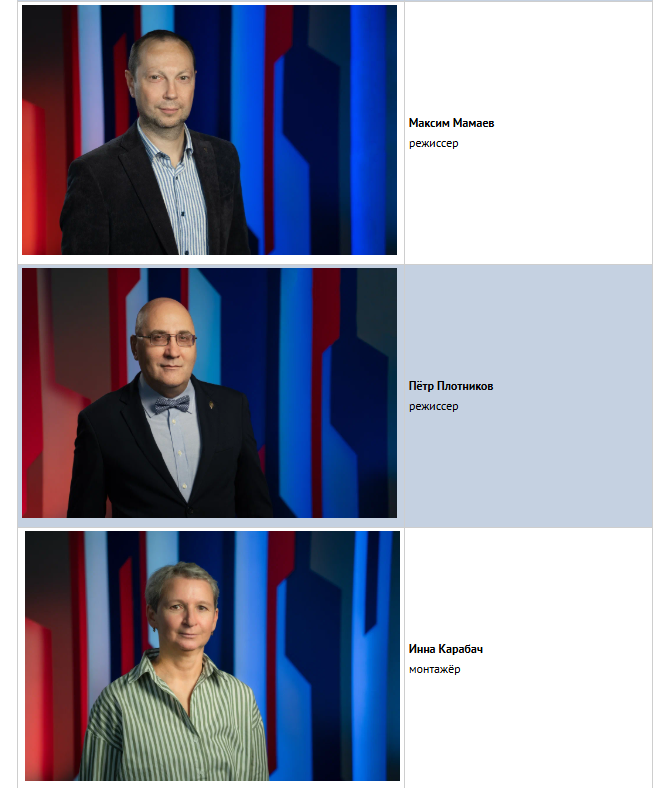 Максим Мамаев
режиссер
Пётр Плотников
режиссер
Инна Карабач
монтажёр